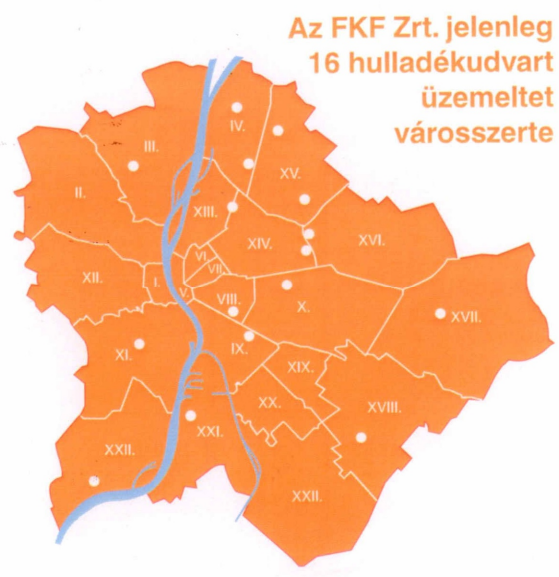 Az FKF Zrt. jelenleg
16 hulladékudvart
üzemeltet
városszerte
IV.
III.
XV.
II.
XIII.
XIV.
XVI.
VI.
VII.
XII.
I.
V.
VIII.
X.
XVII.
XI.
IX.
XIX.
XX.
XVIII.
XXI.
XXII.
XXII.